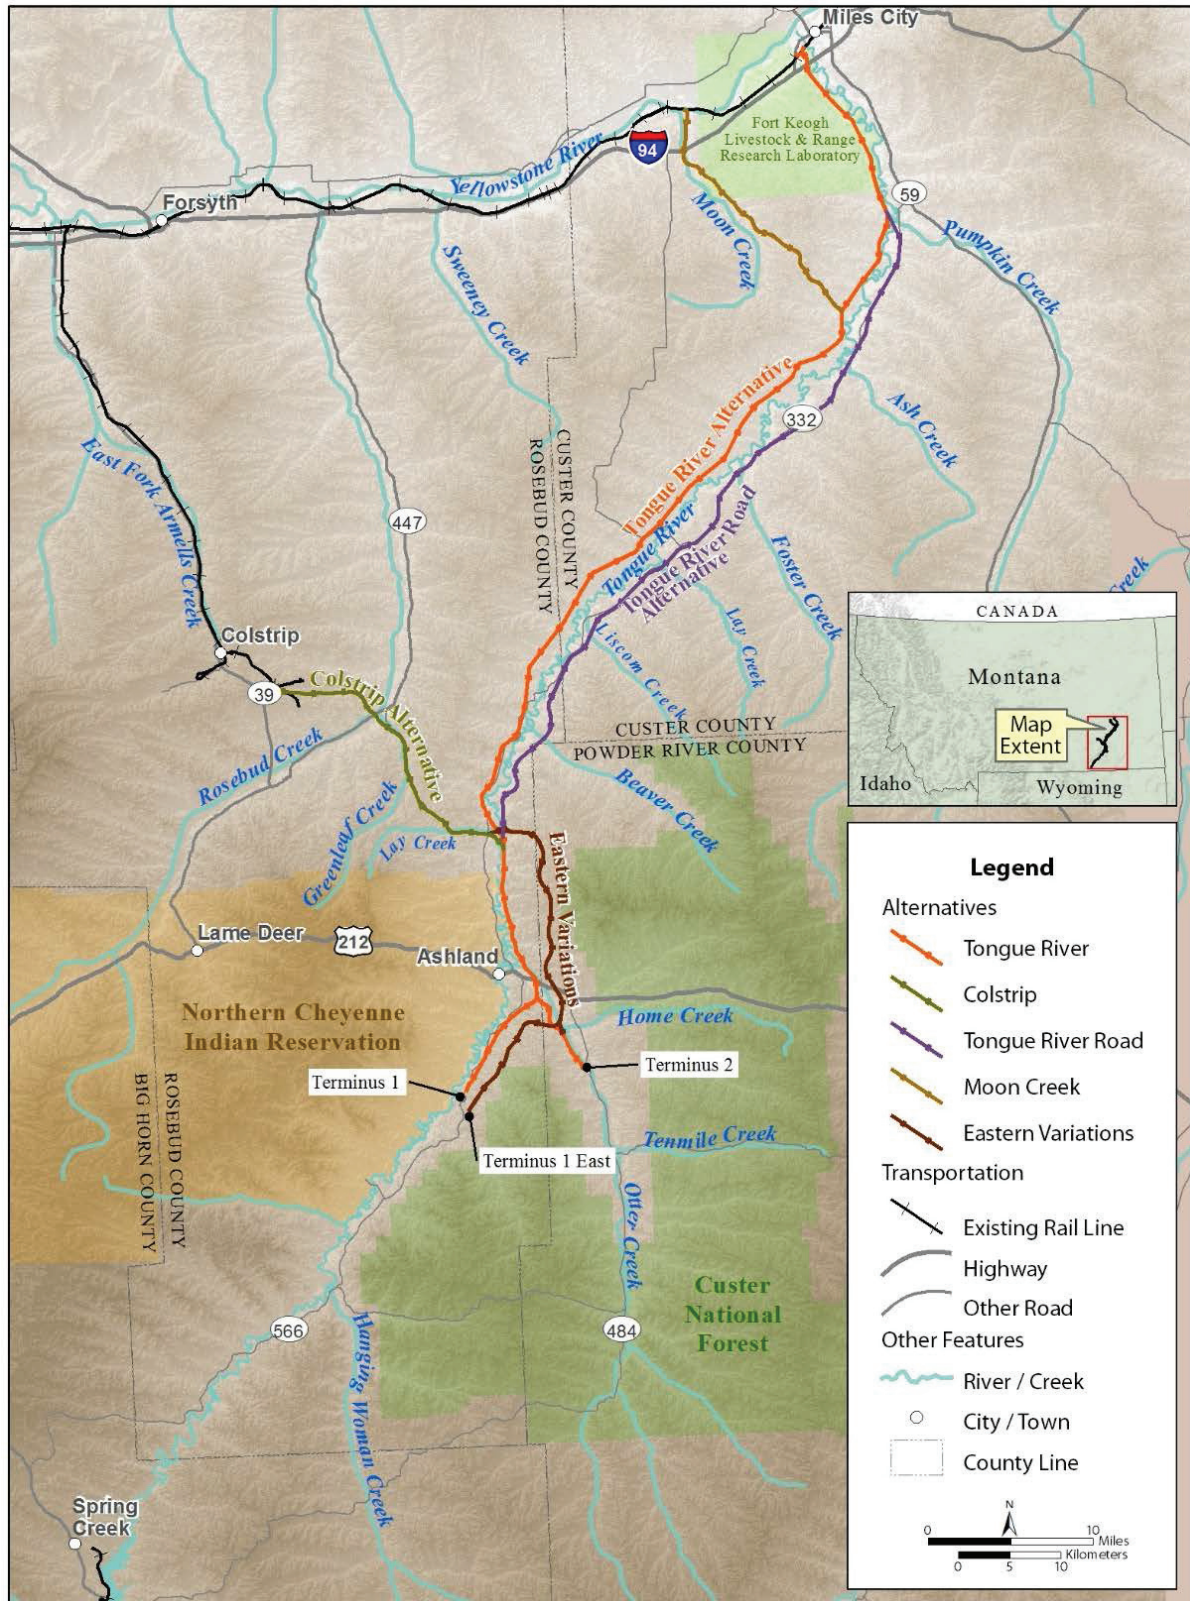 Miles City
Fort Keogh
Livestock & Range
Research Laboratory
94
Yellowstone River
Forsyth
59
Moon Creek
Pumpkin Creek
Sweeney Creek
Tongue River Alternative
Ash Creek
332
East Fork Armells Creek
447
CUSTER COUNTY
ROSEBUD COUNTY
Tongue River
Tongue River Road
Alternative
Foster Creek
Lay Creek
Liscom Creek
Creek
Colstrip
39
Colstrip Alternative
Rosebud Creek
CUSTER COUNTY
POWDER RIVER COUNTY
Beaver Creek
Greenleaf Creek
Lay Creek
Eastern Variations
Lame Deer
212
Ashland
Northern Cheyenne
Indian Reservation
Home Creek
Terminus 1
Terminus 2
Terminus 1 East
Tenmile Creek
ROSEBUD COUNTY
BIG HORN COUNTY
Otter Creek
Custer
National
Forest
566
484
Hanging Woman Creek
Spring
Creek
CANADA
Montana
Map
Extent
Idaho
Wyoming
Legend
Alternatives
Tongue River
Colstrip
Tongue River Road
Moon Creek
Eastern Variations
Transportation
Existing Rail Line
Highway
Other Road
Other Features
River / Creek
City / Town
County Line
N
0 10
Miles
Kilometers
0 5 10